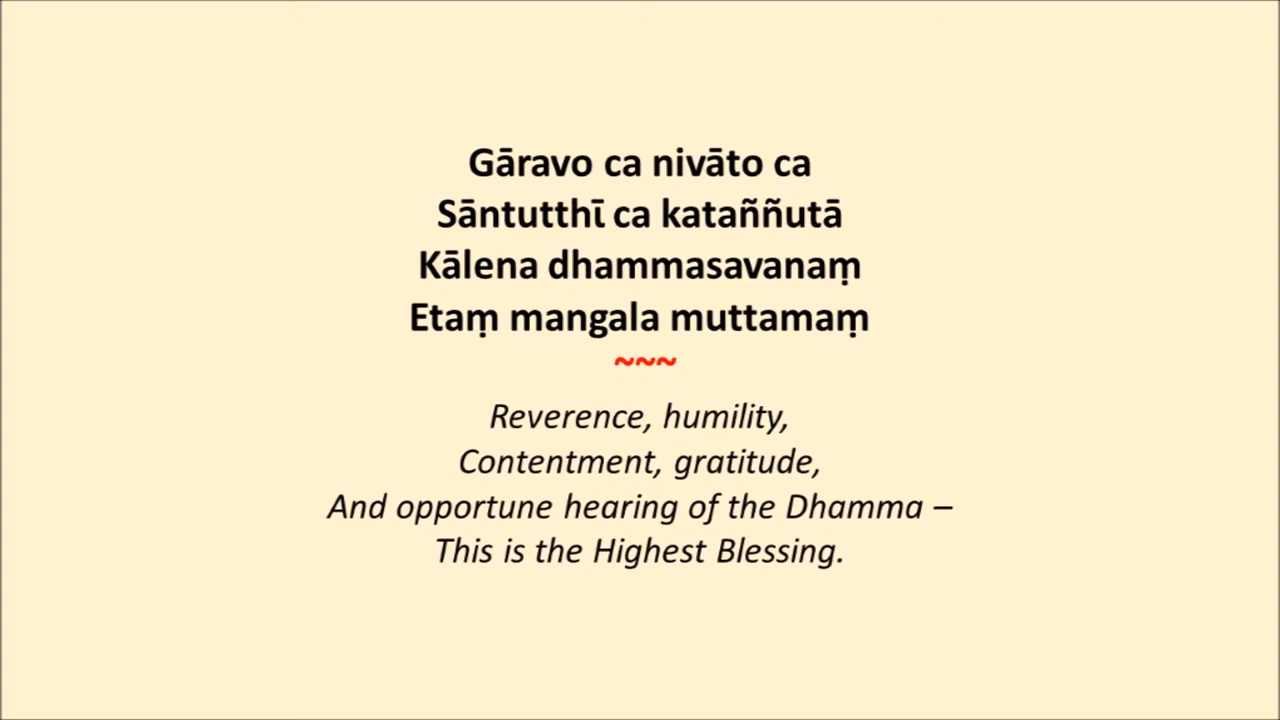 Gāravo ca nivāto ca
Sāntutthī ca kataññutā
Kālena dhammasavanaṃ
Etaṃ mangala muttamaṃ
~~~
Reverence, humility,
Contentment, gratitude,
And opportune hearing of the Dhamma –
This is the Highest Blessing.